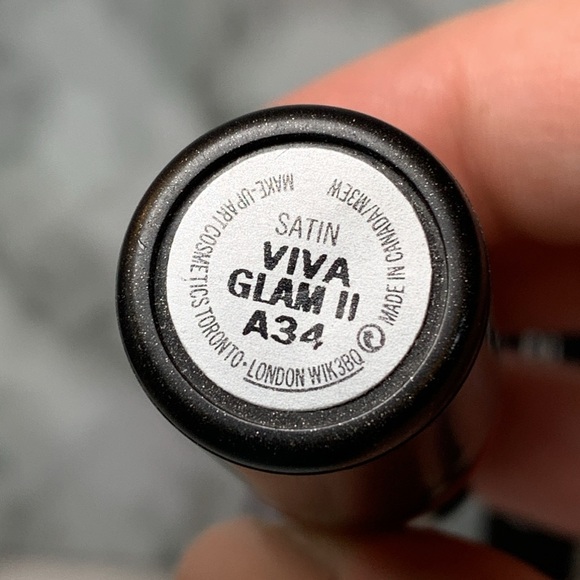 SATIN
VIVA
GLAM II
A34
MAKE-UP ART COSMETICS TORONTO · LONDON W1K3BQ
MADE IN CANADA/M3EW